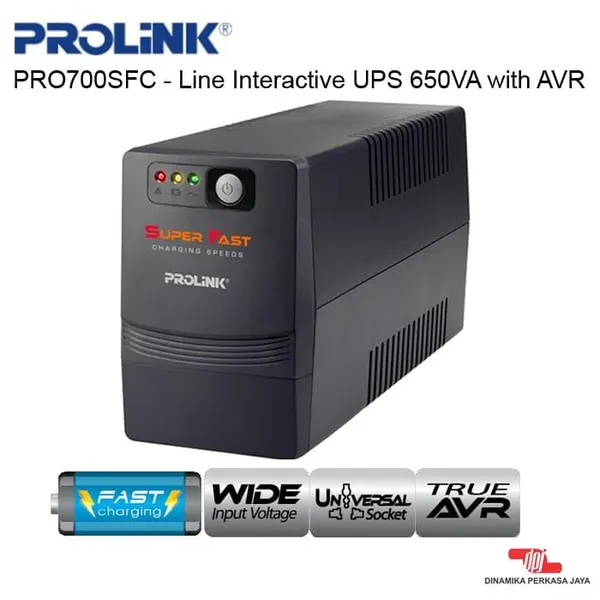 PROLiNK®
PRO700SFC - Line Interactive UPS 650VA with AVR
SUPER FAST
CHARGING SPEEDS
PROLiNK®
FAST
charging
WIDE
Input Voltage
UNiVERSAL
Socket
TRUE
AVR
dpj
DINAMIKA PERKASA JAYA